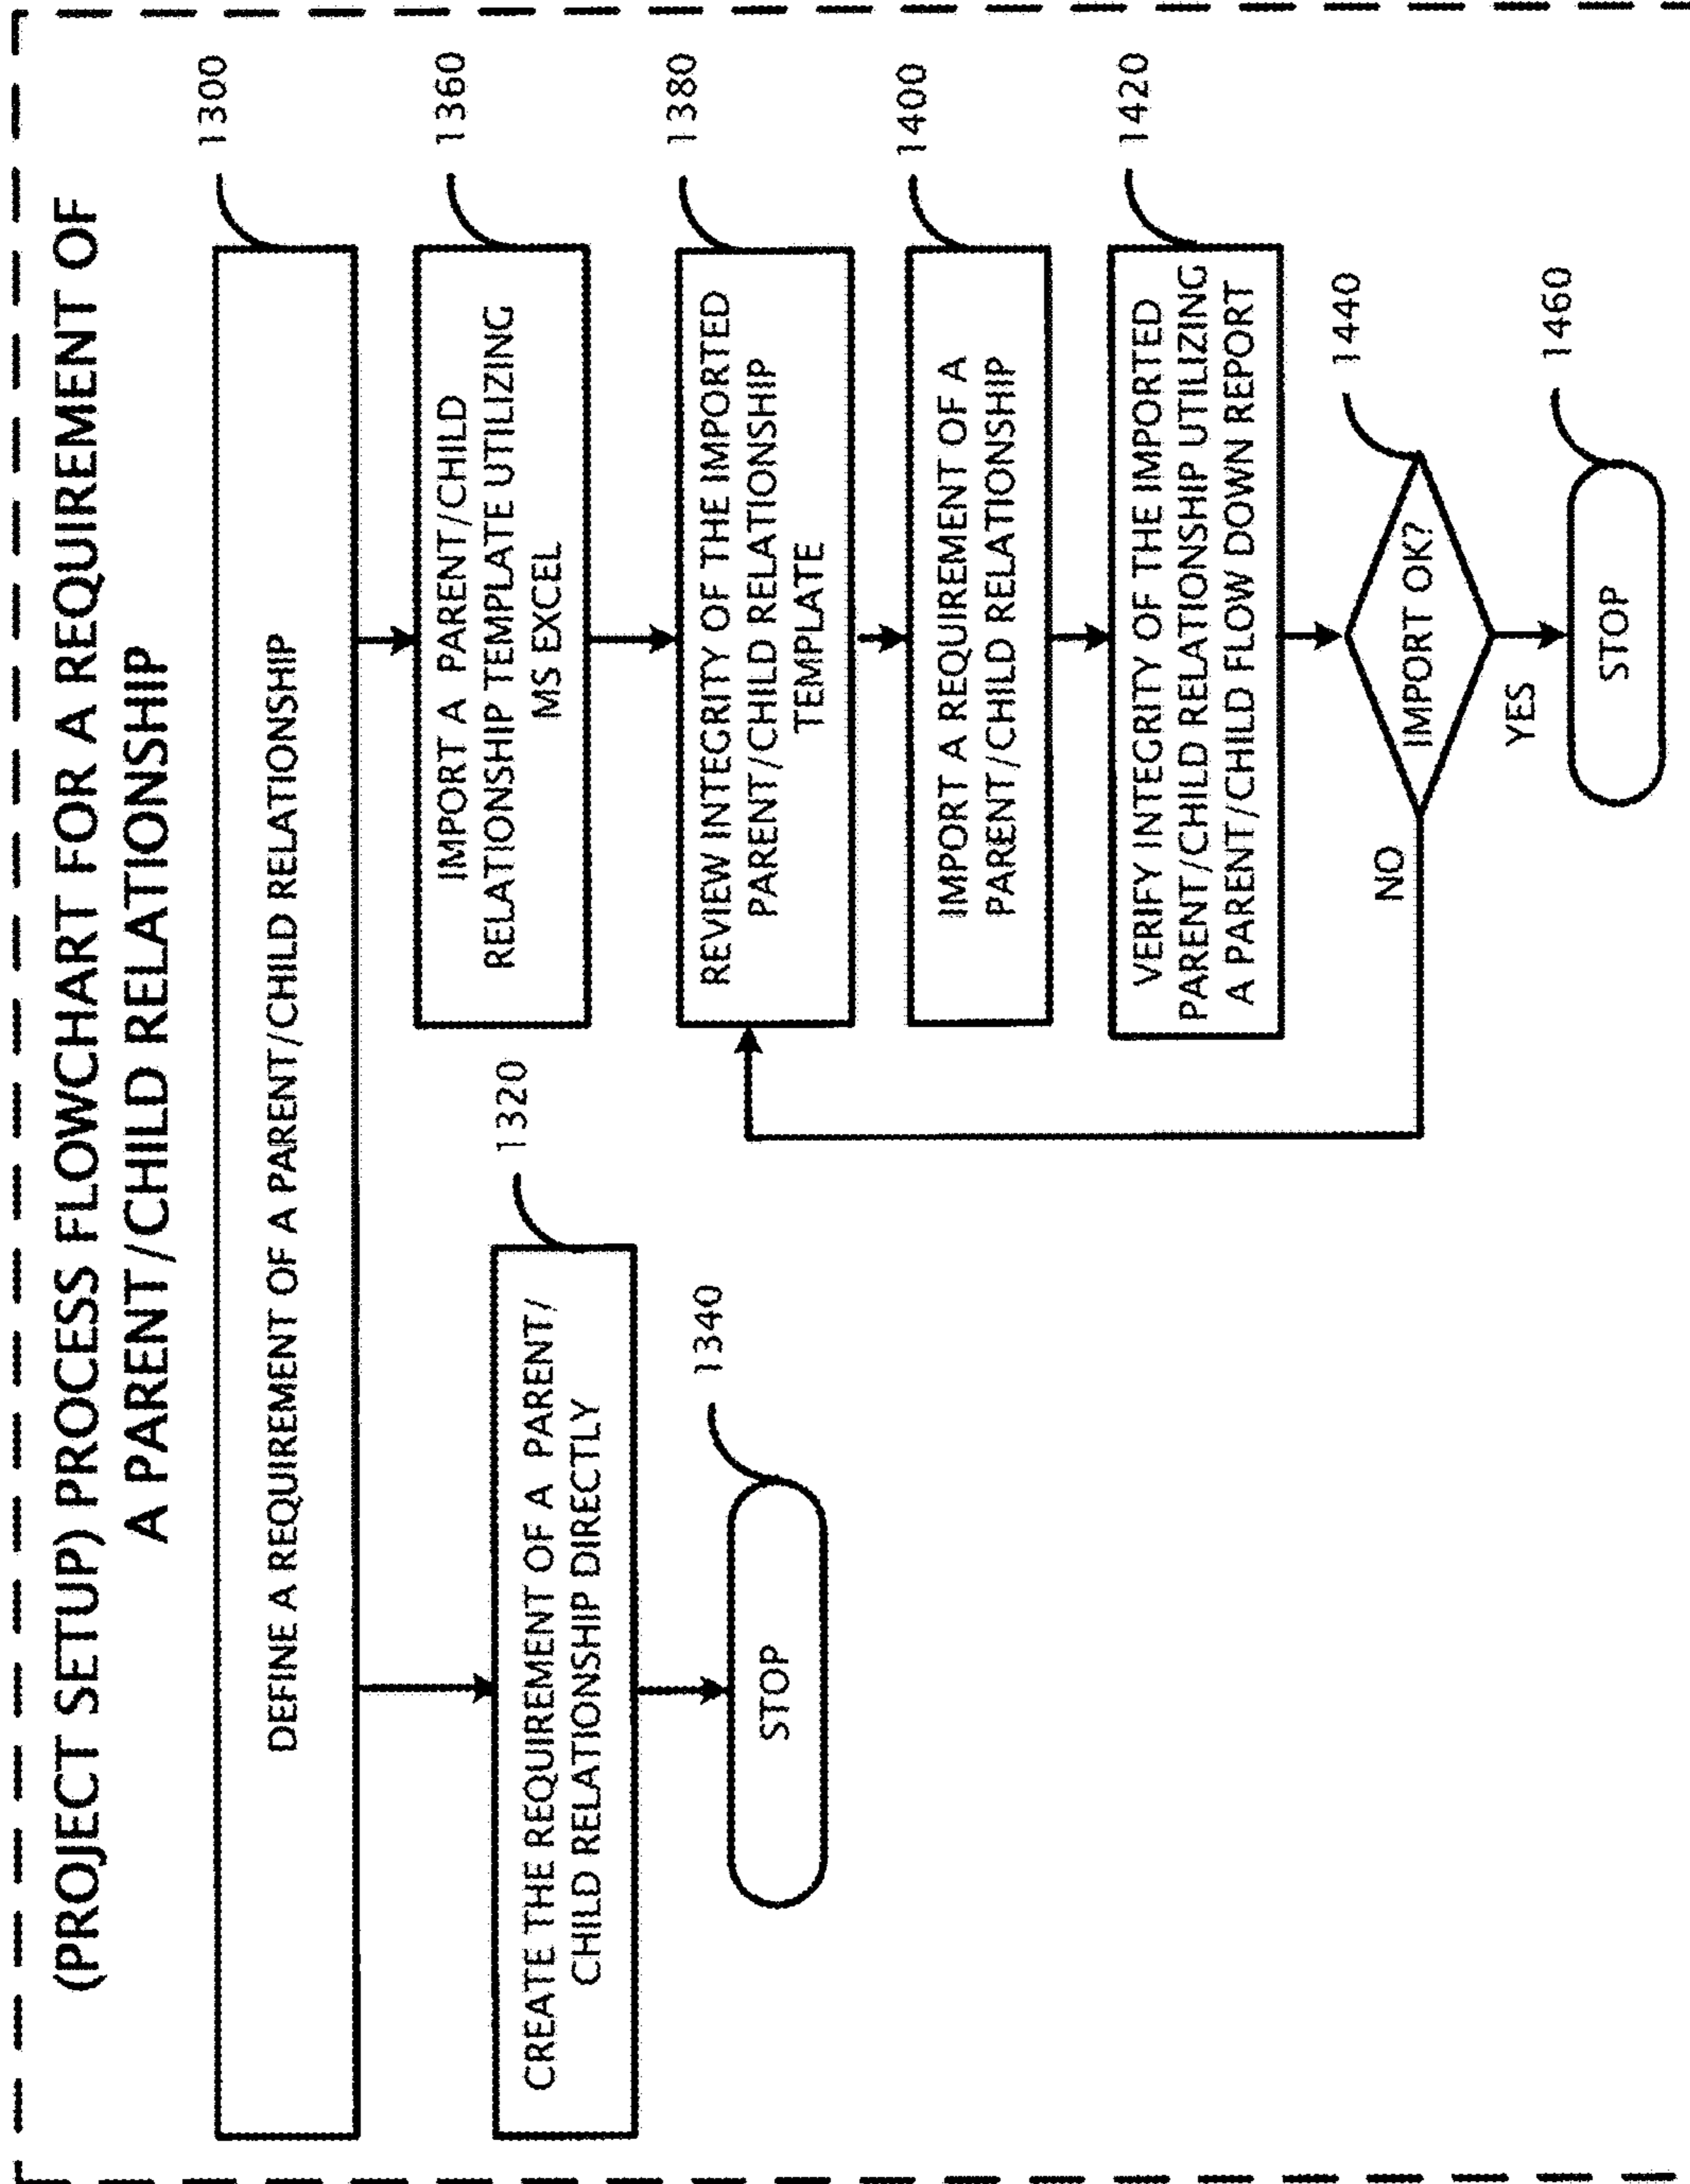 (PROJECT SETUP) PROCESS FLOWCHART FOR A REQUIREMENT OF
A PARENT/CHILD RELATIONSHIP
1300
DEFINE A REQUIREMENT OF A PARENT/CHILD RELATIONSHIP
1320
CREATE THE REQUIREMENT OF A PARENT/
CHILD RELATIONSHIP DIRECTLY
1340
STOP
1360
IMPORT A PARENT/CHILD
RELATIONSHIP TEMPLATE UTILIZING
MS EXCEL
1380
REVIEW INTEGRITY OF THE IMPORTED
PARENT/CHILD RELATIONSHIP
TEMPLATE
1400
IMPORT A REQUIREMENT OF A
PARENT/CHILD RELATIONSHIP
1420
VERIFY INTEGRITY OF THE IMPORTED
PARENT/CHILD RELATIONSHIP UTILIZING
A PARENT/CHILD FLOW DOWN REPORT
1440
IMPORT OK?
NO
YES
1460
STOP